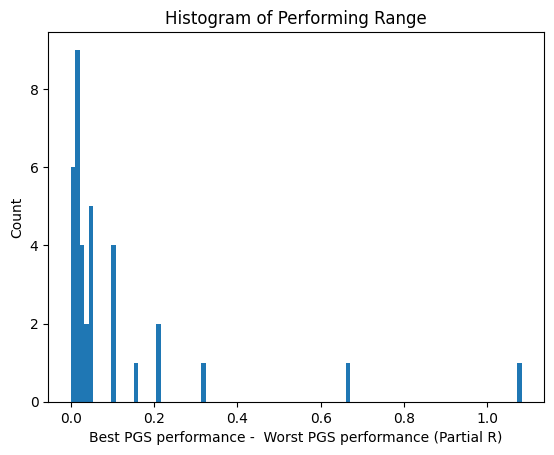 Histogram of Performing Range
8
6
4
2
0
Count
0.0 0.2 0.4 0.6 0.8 1.0
Best PGS performance -  Worst PGS performance (Partial R)